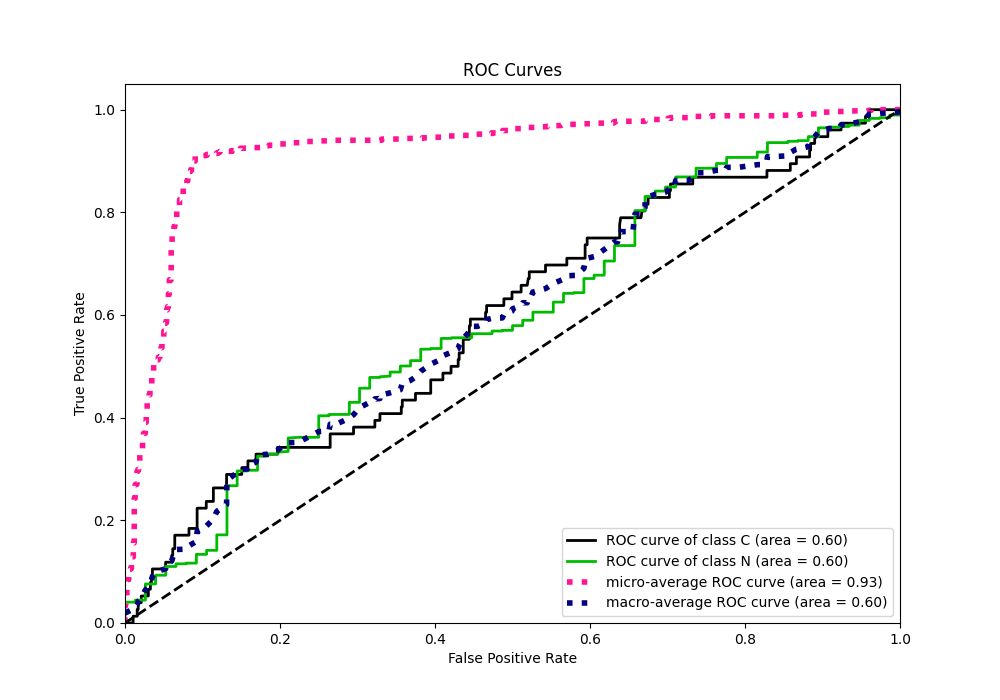 ROC Curves
True Positive Rate
1.0
0.8
0.6
0.4
0.2
0.0
0.0 0.2 0.4 0.6 0.8 1.0
False Positive Rate
ROC curve of class C (area = 0.60)
ROC curve of class N (area = 0.60)
micro-average ROC curve (area = 0.93)
macro-average ROC curve (area = 0.60)